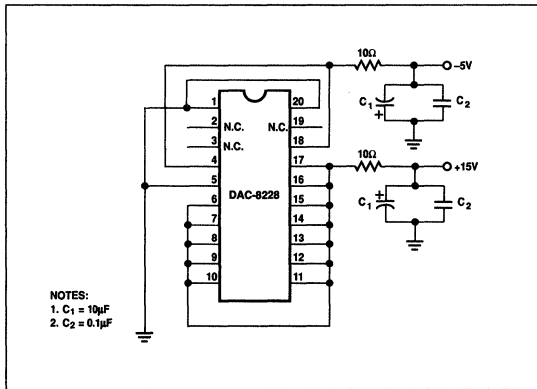 10Ω
–5V
C1
+
C2
1
20
2
N.C.
N.C.
19
3
N.C.
18
4
17
10Ω
+15V
5
16
DAC-8228
6
15
C1
+
C2
7
14
8
13
9
12
10
11
NOTES:
1. C1 = 10μF
2. C2 = 0.1μF